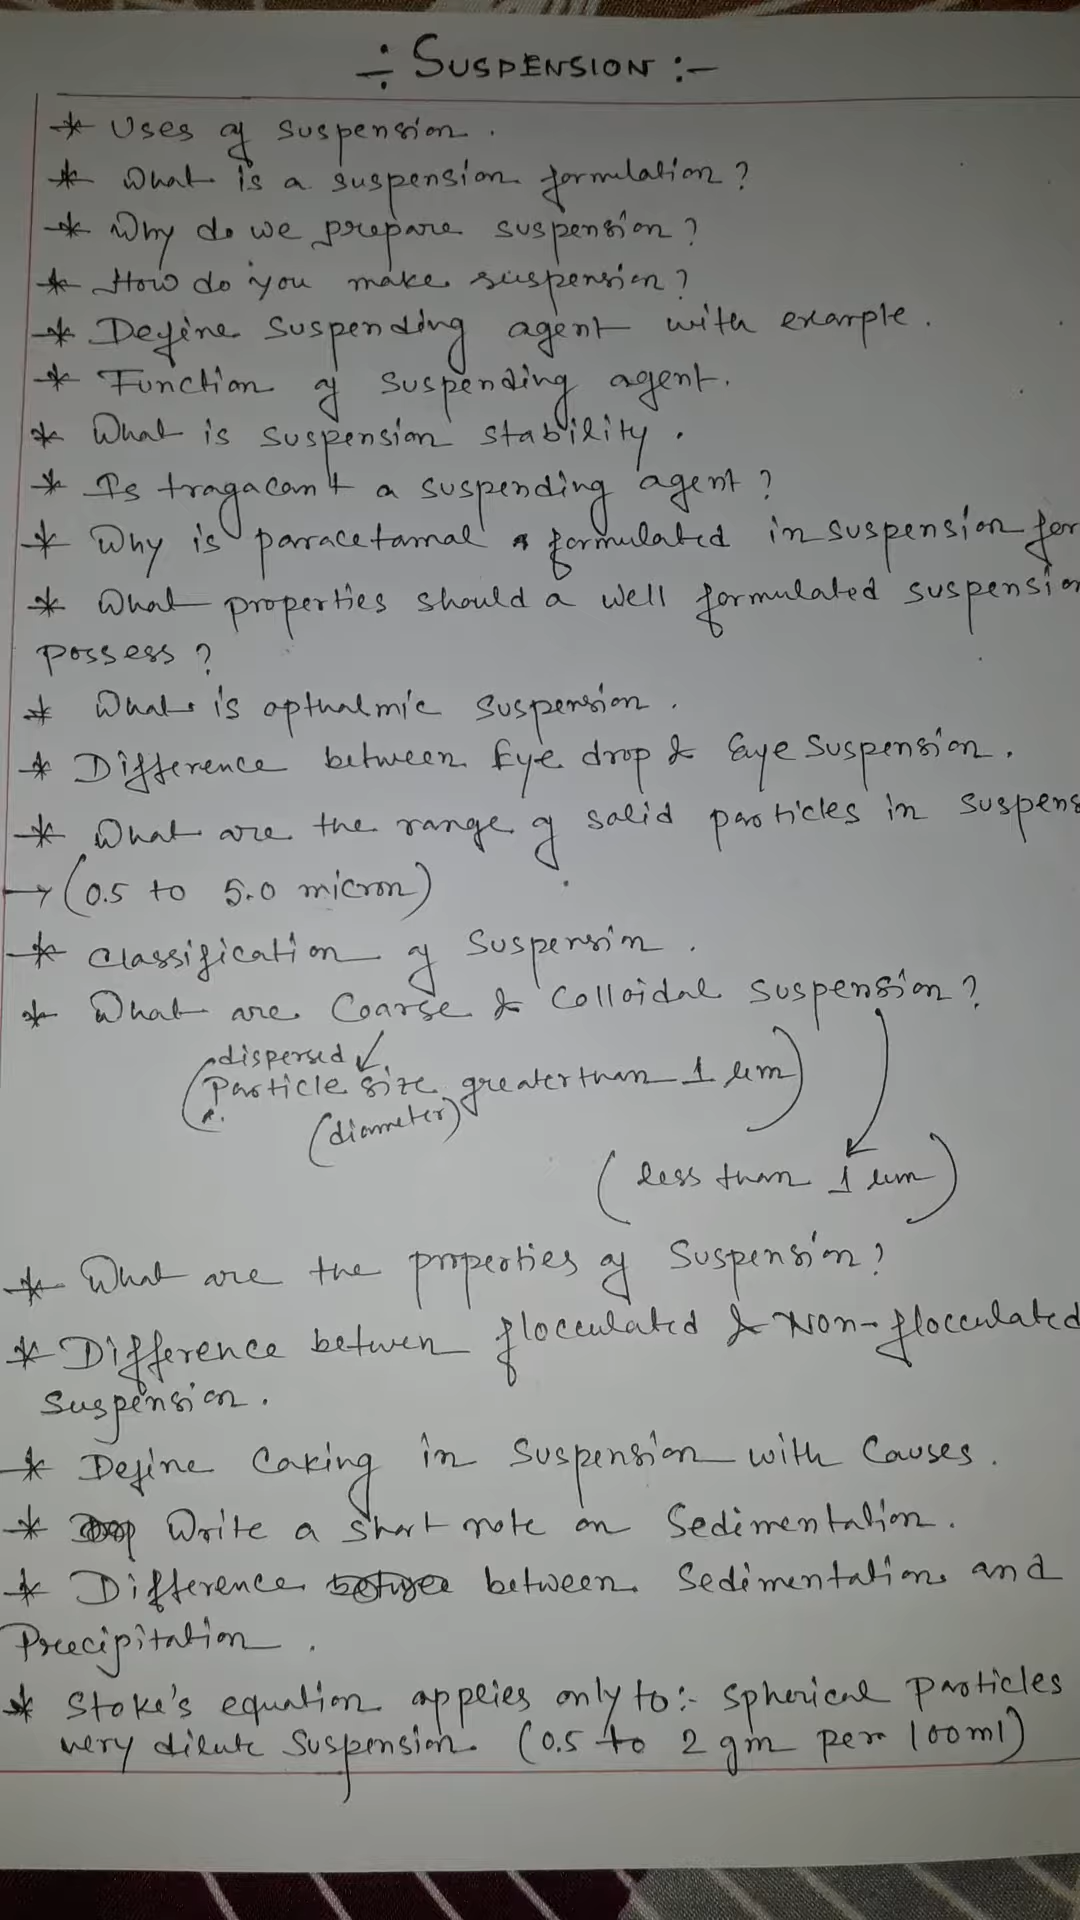 ÷ SUSPENSION :-
* Uses of suspension.
* What is a suspension formulation?
* Why do we prepare suspension?
* How do you make suspension?
* Define suspending agent with example.
* Function of suspending agent.
* What is suspension stability.
* Is tragacant a suspending agent?
* Why is paracetamal formulated in suspension for
* What properties should a well formulated suspension
possess?
* What is opthalmic suspension.
* Difference between Eye drop & Eye suspension.
* What are the range of solid particles in suspens
→ (0.5 to 5.0 micron)
* Classification of Suspension.
* What are Coarse & Colloidal suspension?
dispersed
(Particle size greater than 1 µm)
(diameter)
(less than 1 µm)
* What are the properties of Suspension?
* Difference betwen flocculated & Non-flocculated
suspension.
* Define Caking in Suspension with Causes.
* Write a short note on Sedimentation.
* Difference between Sedimentation and
Precipitation.
* Stoke's equation applies only to:- Spherical Particles
very dilute Suspension. (0.5 to 2 gm per 100ml)